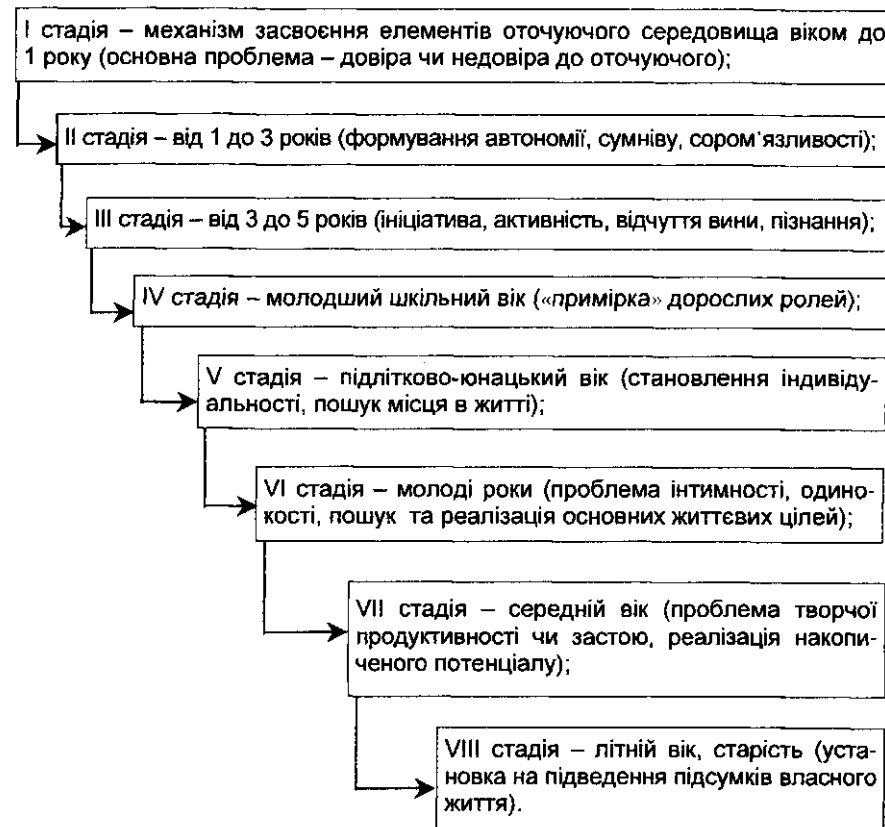 І стадія – механізм засвоєння елементів оточуючого середовища віком до
1 року (основна проблема – довіра чи недовіра до оточуючого);
ІІ стадія – від 1 до 3 років (формування автономії, сумніву, сором'язливості);
ІІІ стадія – від 3 до 5 років (ініціатива, активність, відчуття вини, пізнання);
IV стадія – молодший шкільний вік («примірка» дорослих ролей);
V стадія – підлітково-юнацький вік (становлення індивіду-
альності, пошук місця в житті);
VI стадія – молоді роки (проблема інтимності, одино-
кості, пошук та реалізація основних життєвих цілей);
VII стадія – середній вік (проблема творчої
продуктивності чи застою, реалізація накопи-
ченого потенціалу);
VIII стадія – літній вік, старість (уста-
новка на підведення підсумків власного
життя).